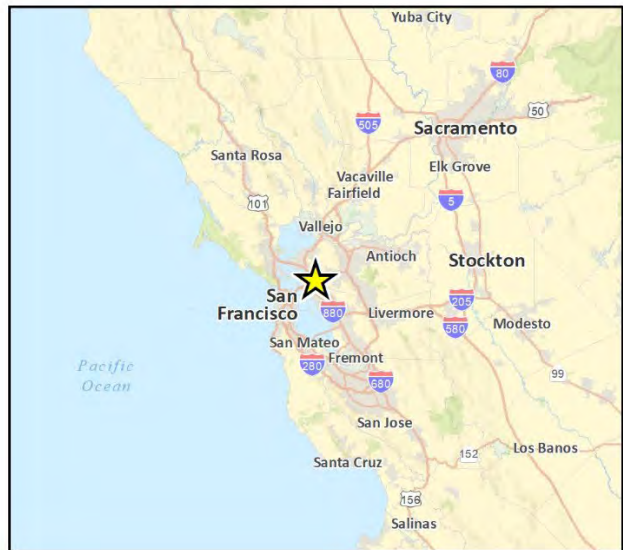 Yuba City
80
50
505
Sacramento
Santa Rosa
Elk Grove
Vacaville
Fairfield
5
101
Vallejo
Antioch
Stockton
San
Francisco
880
Livermore
205
580
Modesto
San Mateo
Fremont
Pacific
Ocean
280
680
99
San Jose
Los Banos
152
Santa Cruz
156
Salinas